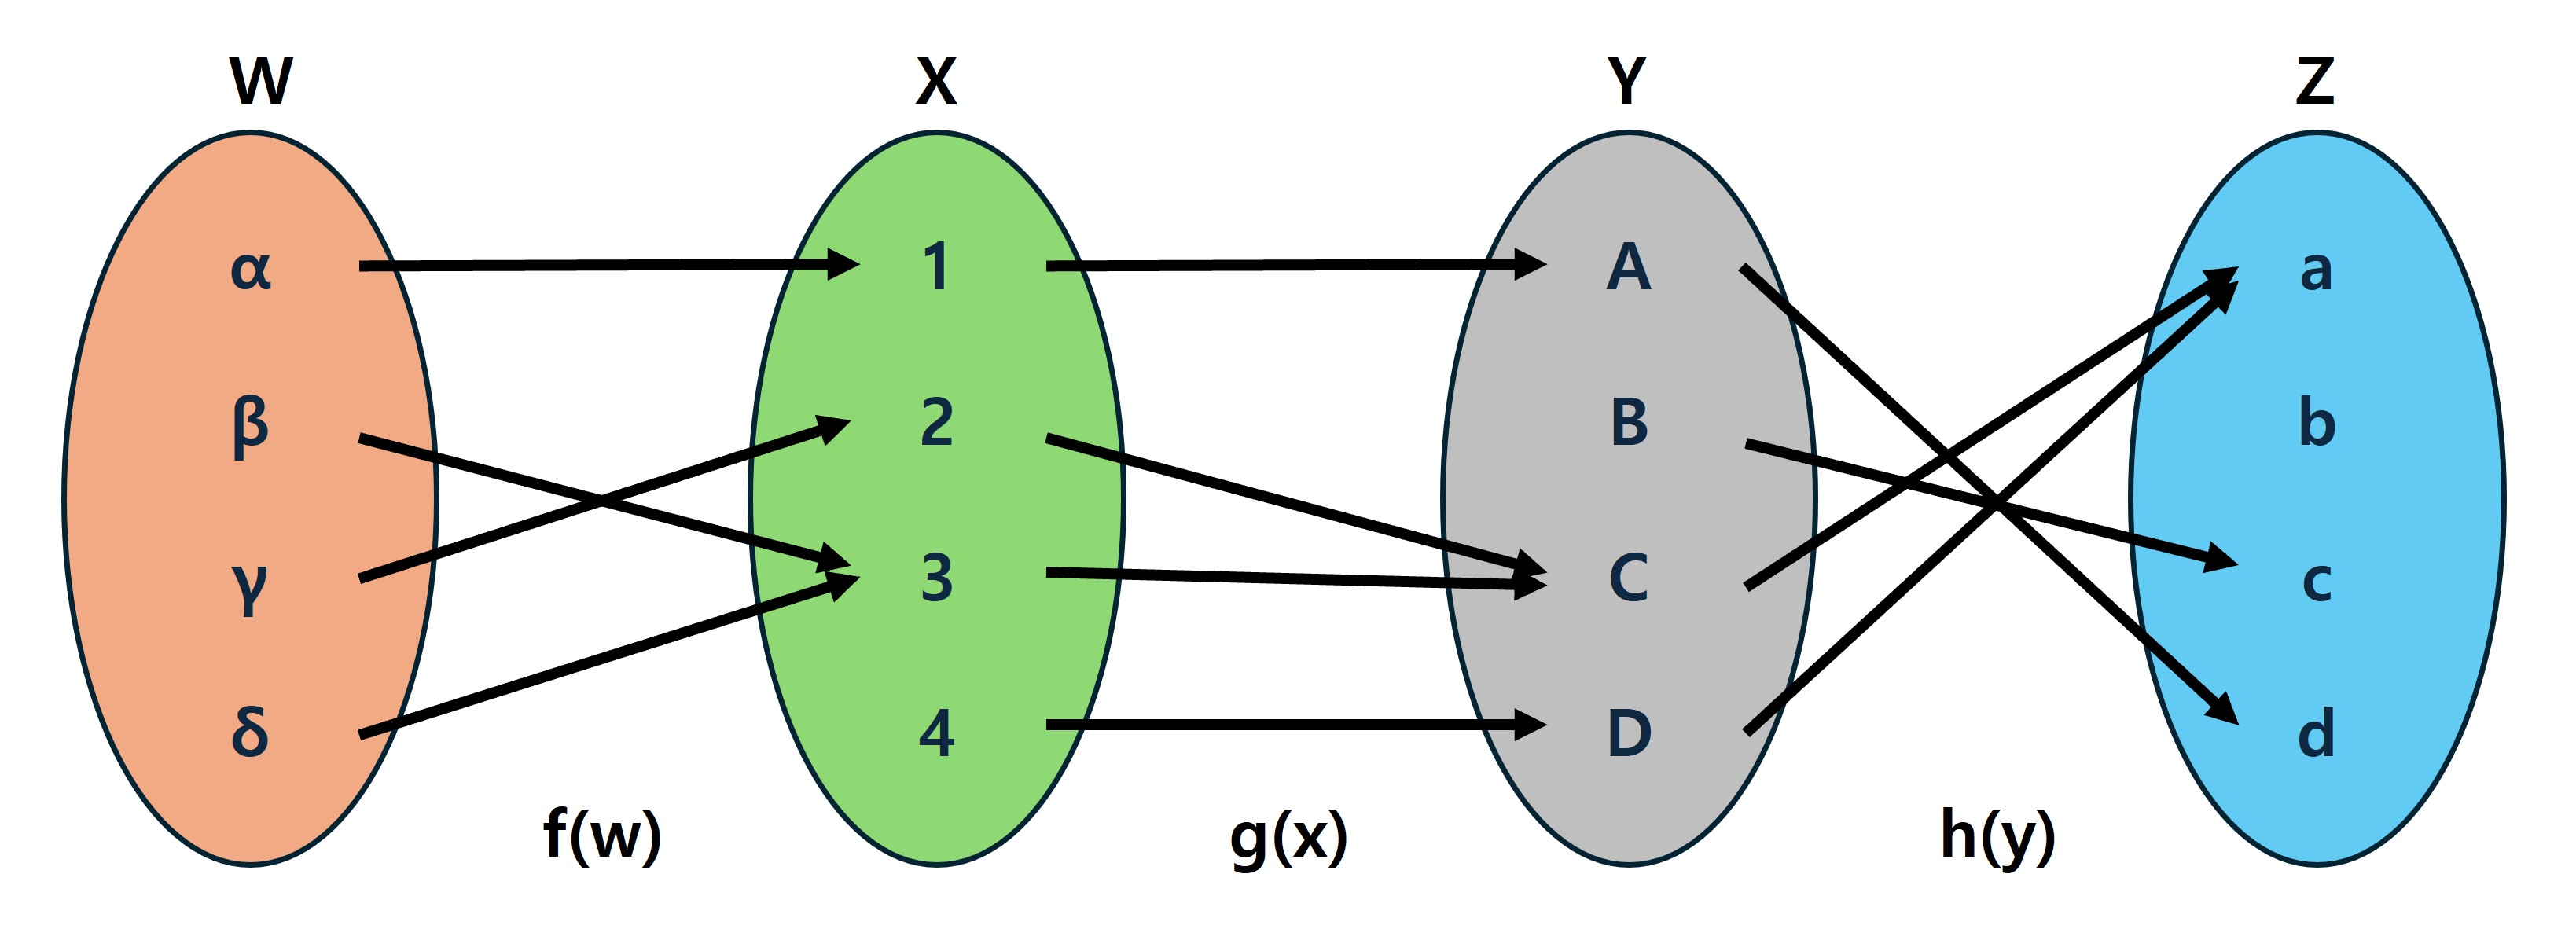 W X Y Z
α 1 A a
β 2 B b
γ 3 C c
δ 4 D d
f(w) g(x) h(y)